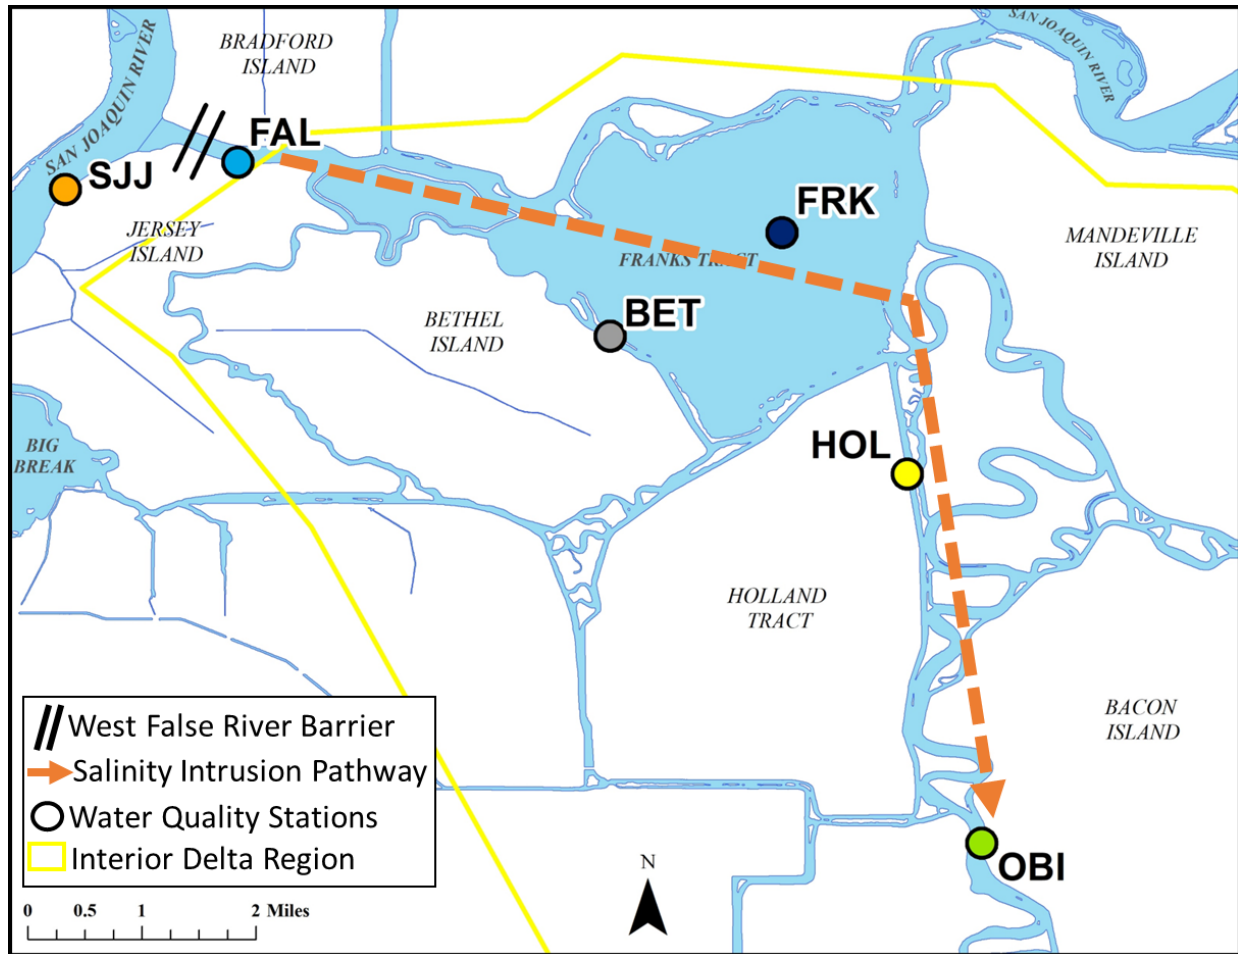 BRADFORD
ISLAND
SAN JOAQUIN RIVER
SAN JOAQUIN RIVER
FAL
SJJ
JERSEY
ISLAND
FRK
FRANKS TRACT
MANDEVILLE
ISLAND
BET
BETHEL
ISLAND
BIG
BREAK
HOL
HOLLAND
TRACT
BACON
ISLAND
OBI
West False River Barrier
Salinity Intrusion Pathway
Water Quality Stations
Interior Delta Region
N
0 0.5 1 2 Miles